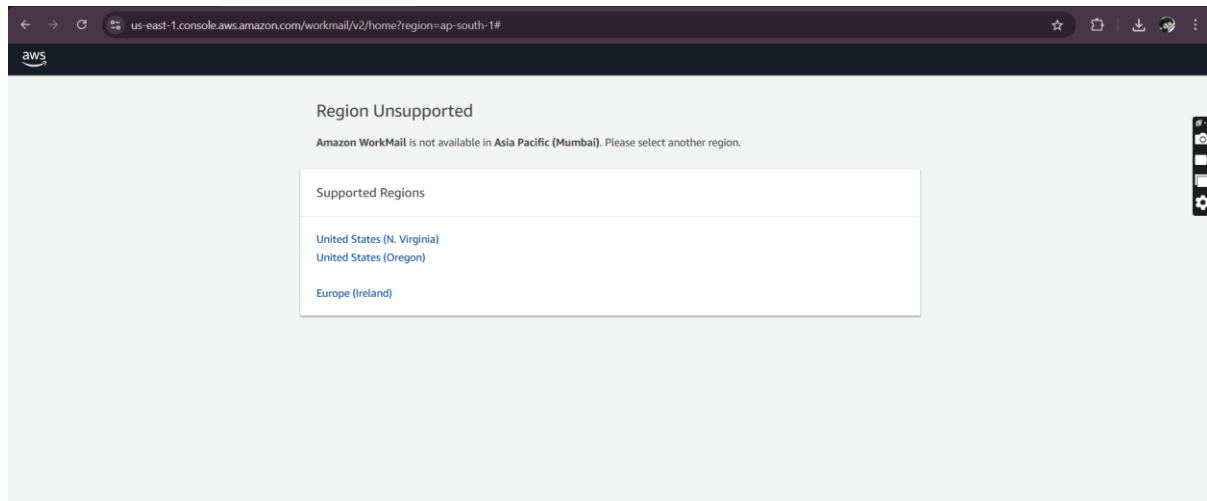 us-east-1.console.aws.amazon.com/workmail/v2/home?region=ap-south-1#
aws
Region Unsupported
Amazon WorkMail is not available in Asia Pacific (Mumbai). Please select another region.
Supported Regions
United States (N. Virginia)
United States (Oregon)
Europe (Ireland)